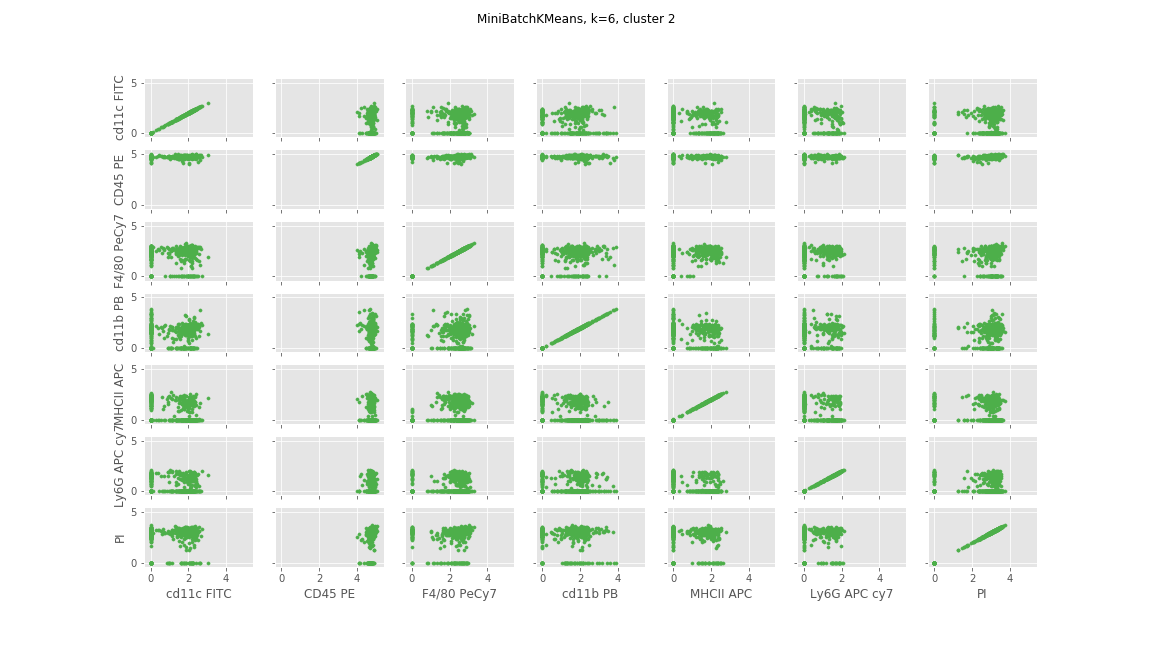 MiniBatchKMeans, k=6, cluster 2
cd11c FITC
5
0
CD45 PE
5
0
F4/80 PeCy7
5
0
cd11b PB
5
0
MHCII APC
5
0
Ly6G APC cy7
5
0
PI
5
0
0 2 4 0 2 4 0 2 4 0 2 4 0 2 4 0 2 4 0 2 4
cd11c FITC CD45 PE F4/80 PeCy7 cd11b PB MHCII APC Ly6G APC cy7 PI